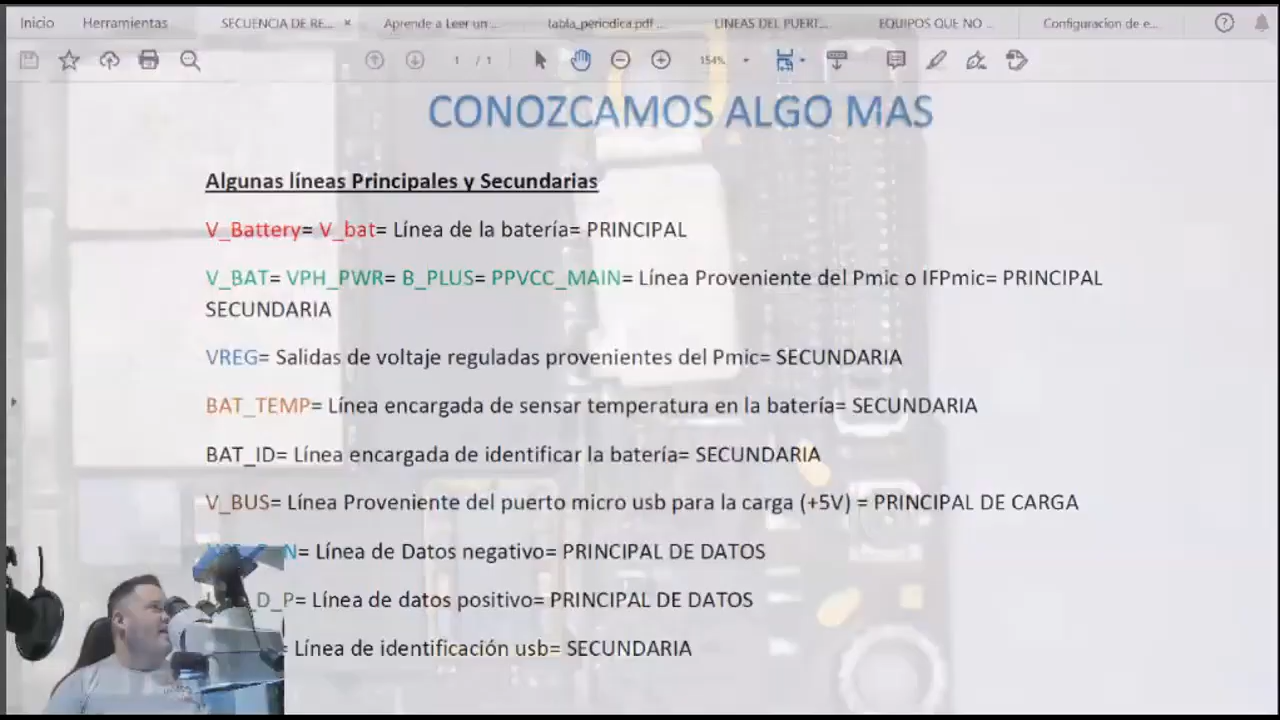 Inicio
Herramientas
SECUENCIA DE RE...
×
Aprende a Leer un ...
tabla_periodica.pdf ...
LINEAS DEL PUERT...
EQUIPOS QUE NO ...
Configuracion de e...
1 / 1
154%
CONOZCAMOS ALGO MAS
Algunas líneas Principales y Secundarias
V_Battery= V_bat= Línea de la batería= PRINCIPAL
V_BAT= VPH_PWR= B_PLUS= PPVCC_MAIN= Línea Proveniente del Pmic o IFPmic= PRINCIPAL
SECUNDARIA
VREG= Salidas de voltaje reguladas provenientes del Pmic= SECUNDARIA
BAT_TEMP= Línea encargada de sensar temperatura en la batería= SECUNDARIA
BAT_ID= Línea encargada de identificar la batería= SECUNDARIA
V_BUS= Línea Proveniente del puerto micro usb para la carga (+5V) = PRINCIPAL DE CARGA
N= Línea de Datos negativo= PRINCIPAL DE DATOS
_D_P= Línea de datos positivo= PRINCIPAL DE DATOS
Línea de identificación usb= SECUNDARIA